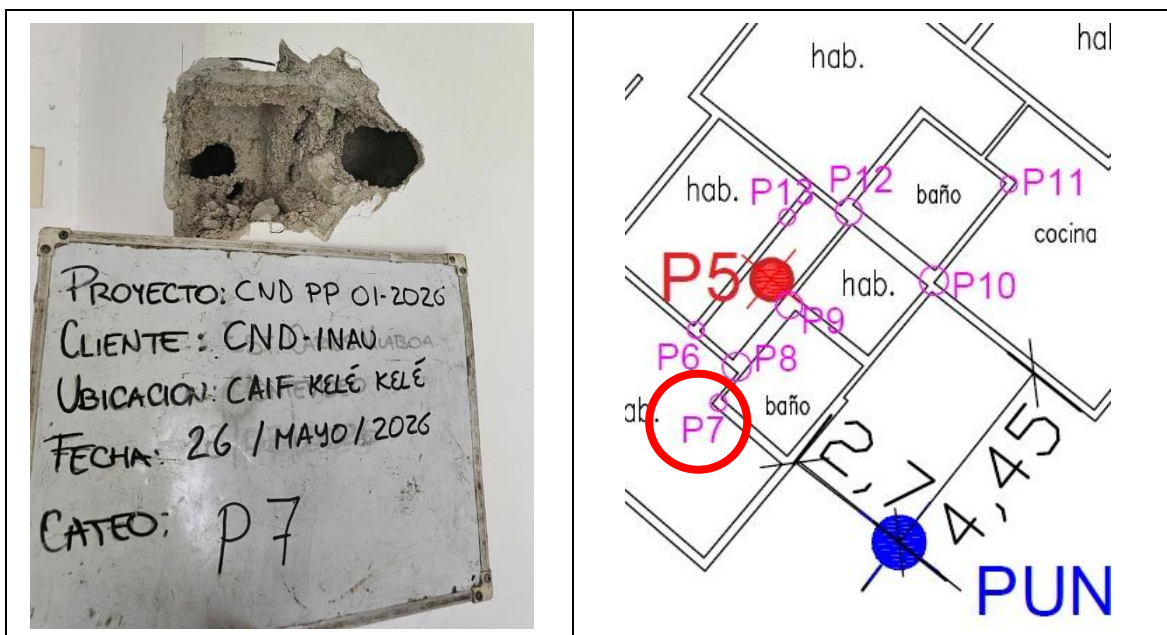 PROYECTO: CND PP 01-2026
CLIENTE: CND-INAU
UBICACION: CAIF KELÉ KELÉ
FECHA: 26 / MAYO / 2026
CATEO: P7
hab.
hal
hab.
P13
P12
baño
P11
cocina
P5
hab.
P10
P9
P6
P8
ab.
P7
baño
2,7
4,45
PUN